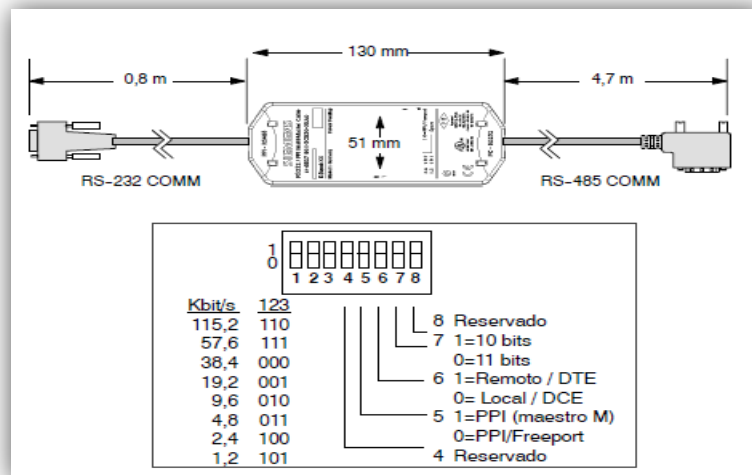 130 mm
0,8 m
4,7 m
51 mm
RS-232 COMM
RS-485 COMM
1
0
1 2 3 4 5 6 7 8
Kbit/s 123
115,2 110
57,6 111
38,4 000
19,2 001
9,6 010
4,8 011
2,4 100
1,2 101
8 Reservado
7 1=10 bits
0=11 bits
6 1=Remoto / DTE
0= Local / DCE
5 1=PPI (maestro M)
0=PPI/Freeport
4 Reservado